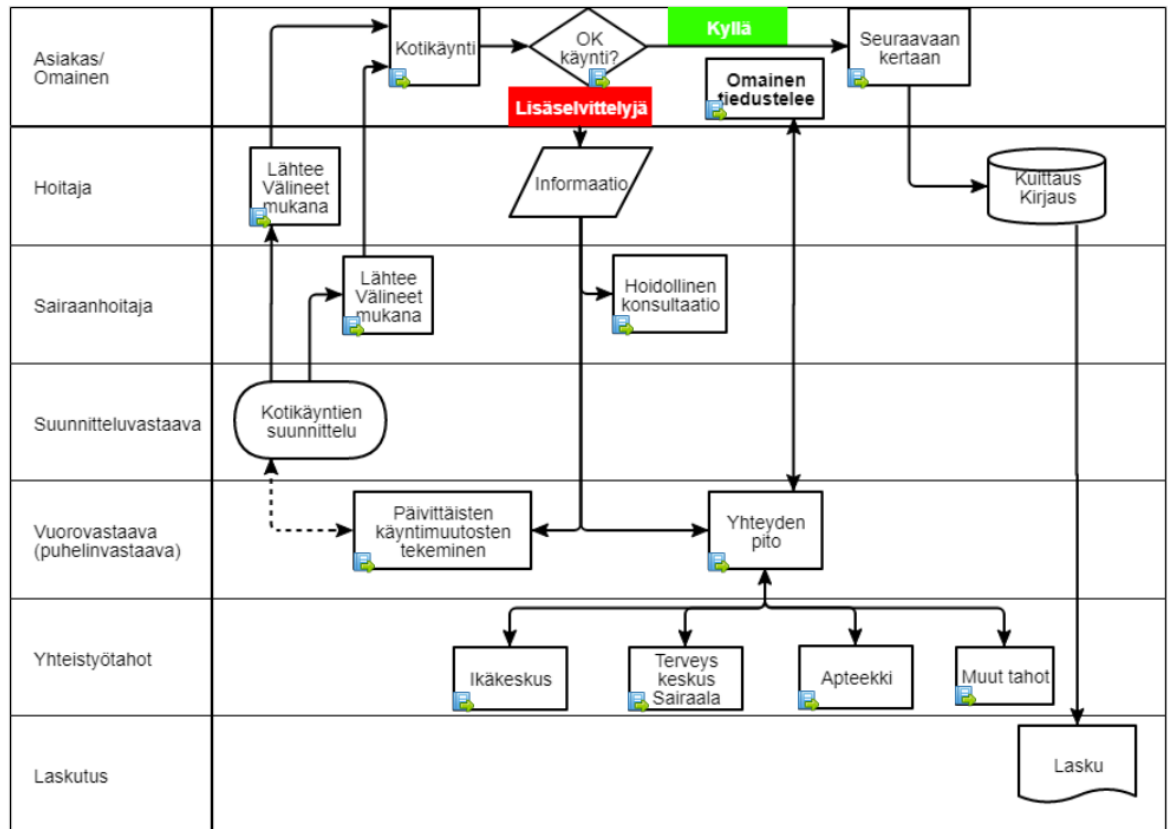 Asiakas/
Omainen
Kotikäynti
OK
käynti?
Kyllä
Seuraavaan
kertaan
Omainen
tiedustelee
Lisäselvittelyjä
Hoitaja
Lähtee
Välineet
mukana
Informaatio
Kuittaus
Kirjaus
Sairaanhoitaja
Lähtee
Välineet
mukana
Hoidollinen
konsultaatio
Suunnitteluvastaava
Kotikäyntien
suunnittelu
Vuorovastaava
(puhelinvastaava)
Päivittäisten
käyntimuutosten
tekeminen
Yhteyden
pito
Yhteistyötahot
Ikäkeskus
Terveys
keskus
Sairaala
Apteekki
Muut tahot
Laskutus
Lasku